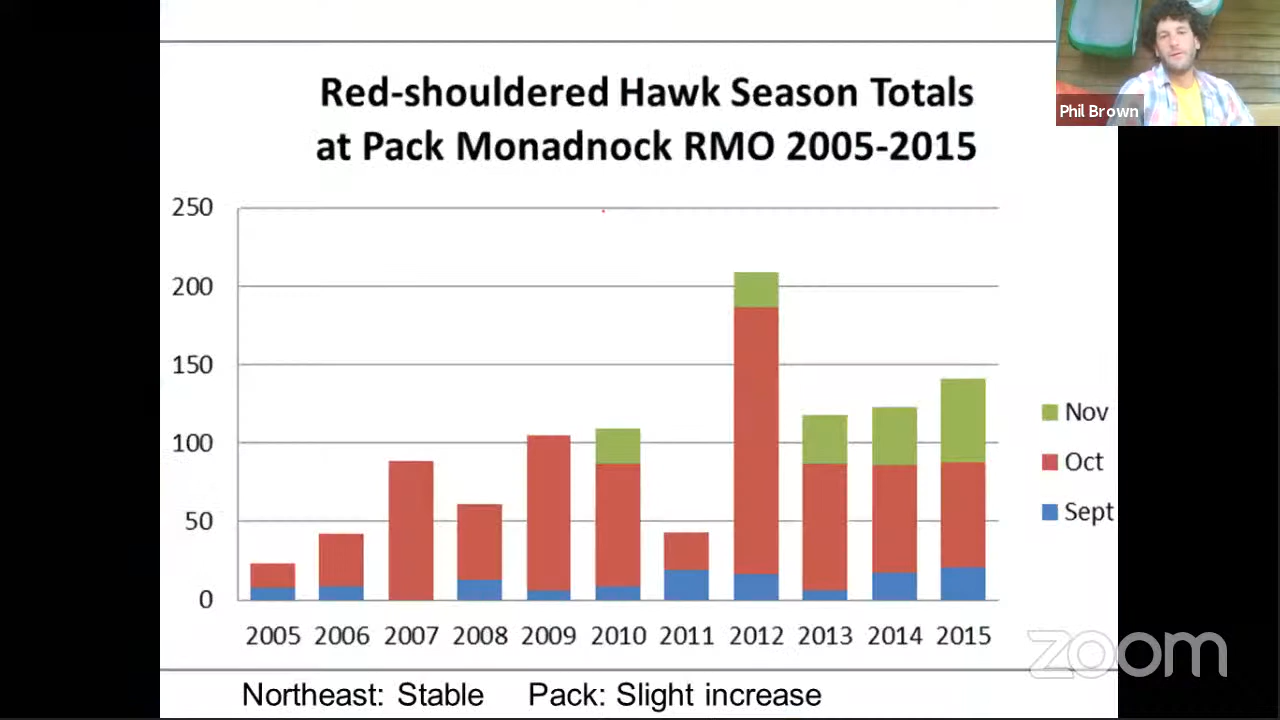 Red-shouldered Hawk Season Totals
at Pack Monadnock RMO 2005-2015
Phil Brown
250
200
150
100
50
0
Nov
Oct
Sept
2005 2006 2007 2008 2009 2010 2011 2012 2013 2014 2015
zoom
Northeast: Stable Pack: Slight increase